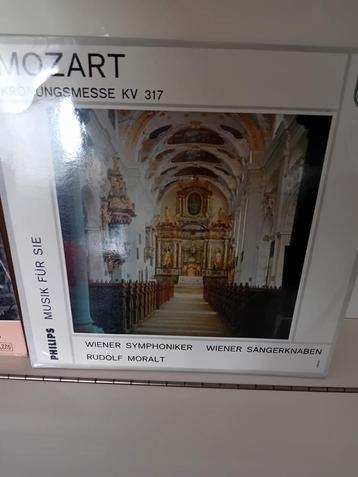 MOZART
KRÖNUNGSMESSE KV 317
PHILIPS MUSIK FÜR SIE
WIENER SYMPHONIKER WIENER SÄNGERKNABEN
RUDOLF MORALT